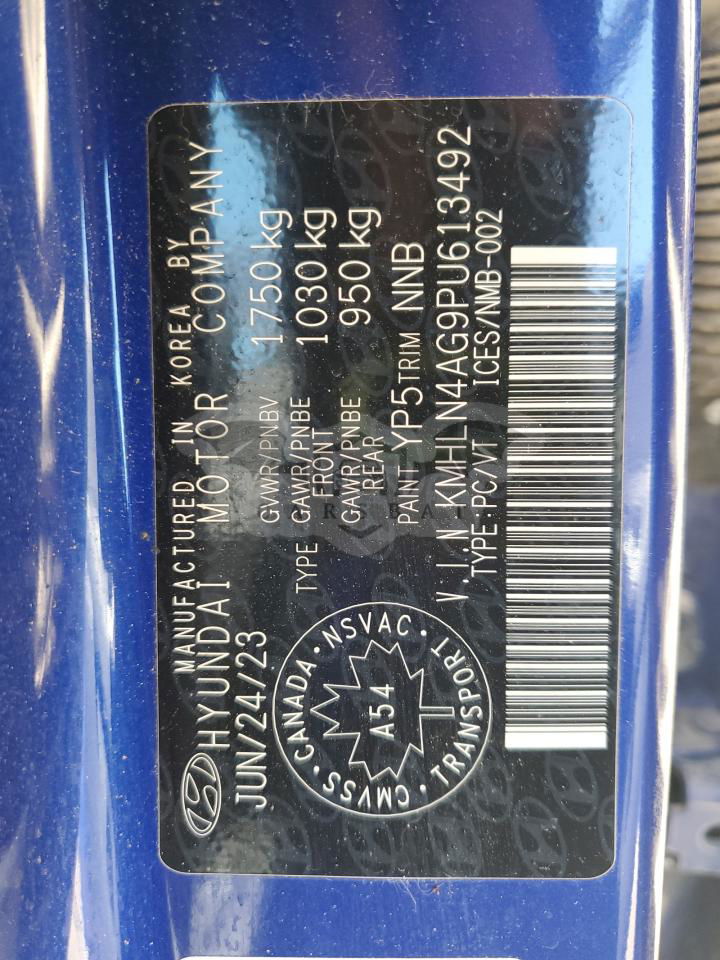 MANUFACTURED IN KOREA BY
HYUNDAI MOTOR COMPANY
JUN/24/23
GVWR/PNBV 1750 kg
TYPE GAWR/PNBE FRONT 1030 kg
GAWR/PNBE REAR 950 kg
PAINT YP5 TRIM NNB
V.I.N KMHLN4AG9PU613492
TYPE:PC/VT ICES/NMB-002
CANADA · NSVAC · TRANSPORT · CMVSS ·
A54